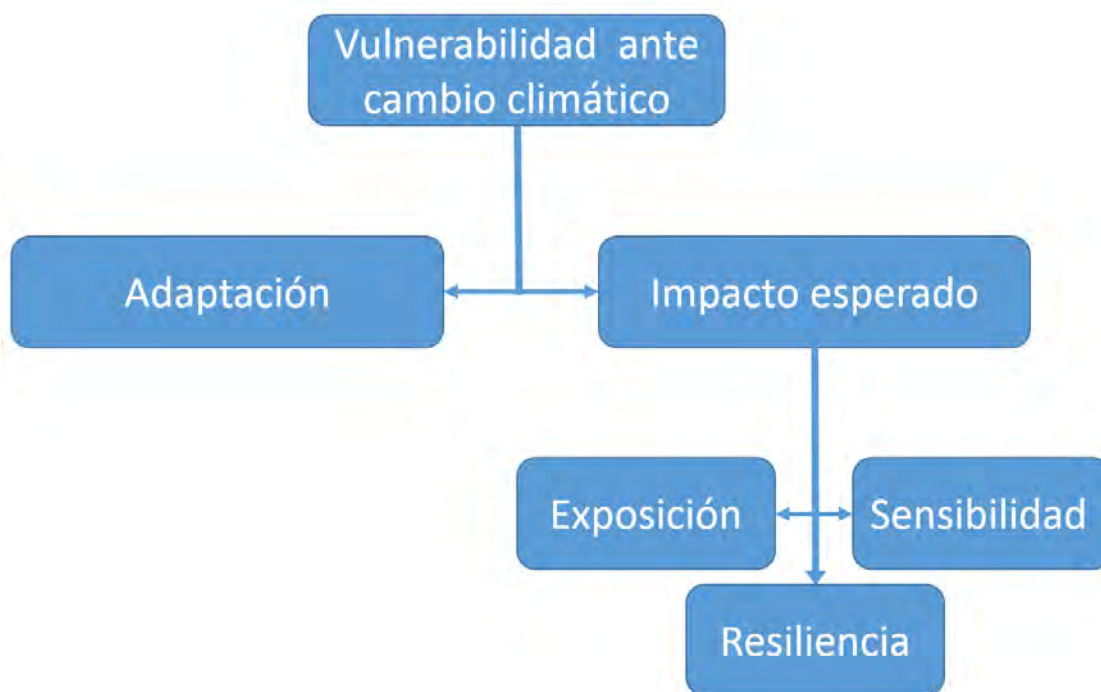 Vulnerabilidad ante
cambio climático
Adaptación
Impacto esperado
Exposición
Sensibilidad
Resiliencia